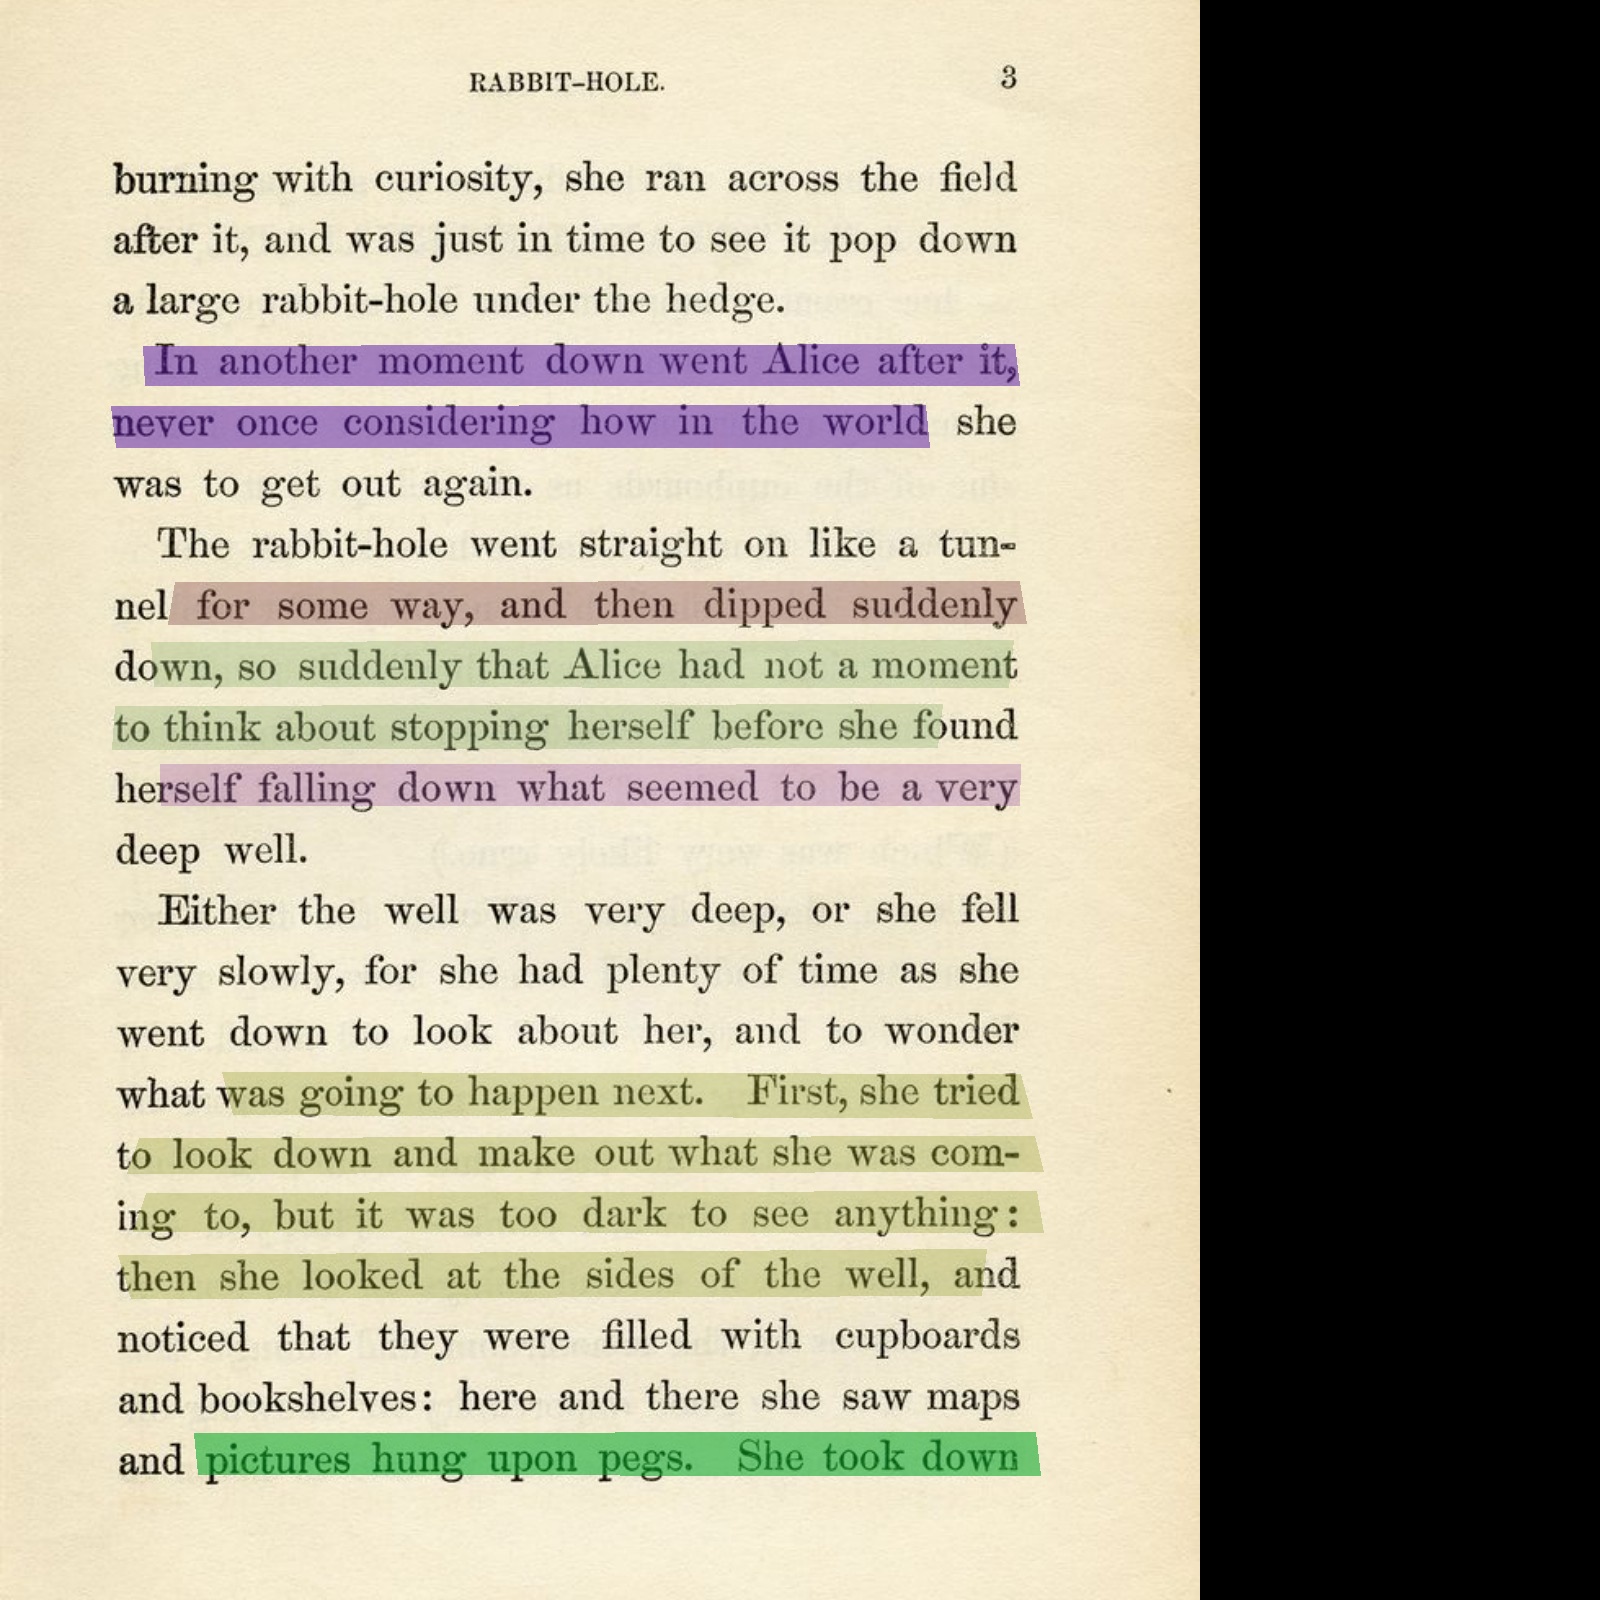 RABBIT-HOLE. 3
burning with curiosity, she ran across the field
after it, and was just in time to see it pop down
a large rabbit-hole under the hedge.
In another moment down went Alice after it,
never once considering how in the world she
was to get out again.
The rabbit-hole went straight on like a tun-
nel for some way, and then dipped suddenly
down, so suddenly that Alice had not a moment
to think about stopping herself before she found
herself falling down what seemed to be a very
deep well.
Either the well was very deep, or she fell
very slowly, for she had plenty of time as she
went down to look about her, and to wonder
what was going to happen next. First, she tried
to look down and make out what she was com-
ing to, but it was too dark to see anything:
then she looked at the sides of the well, and
noticed that they were filled with cupboards
and bookshelves: here and there she saw maps
and pictures hung upon pegs. She took down